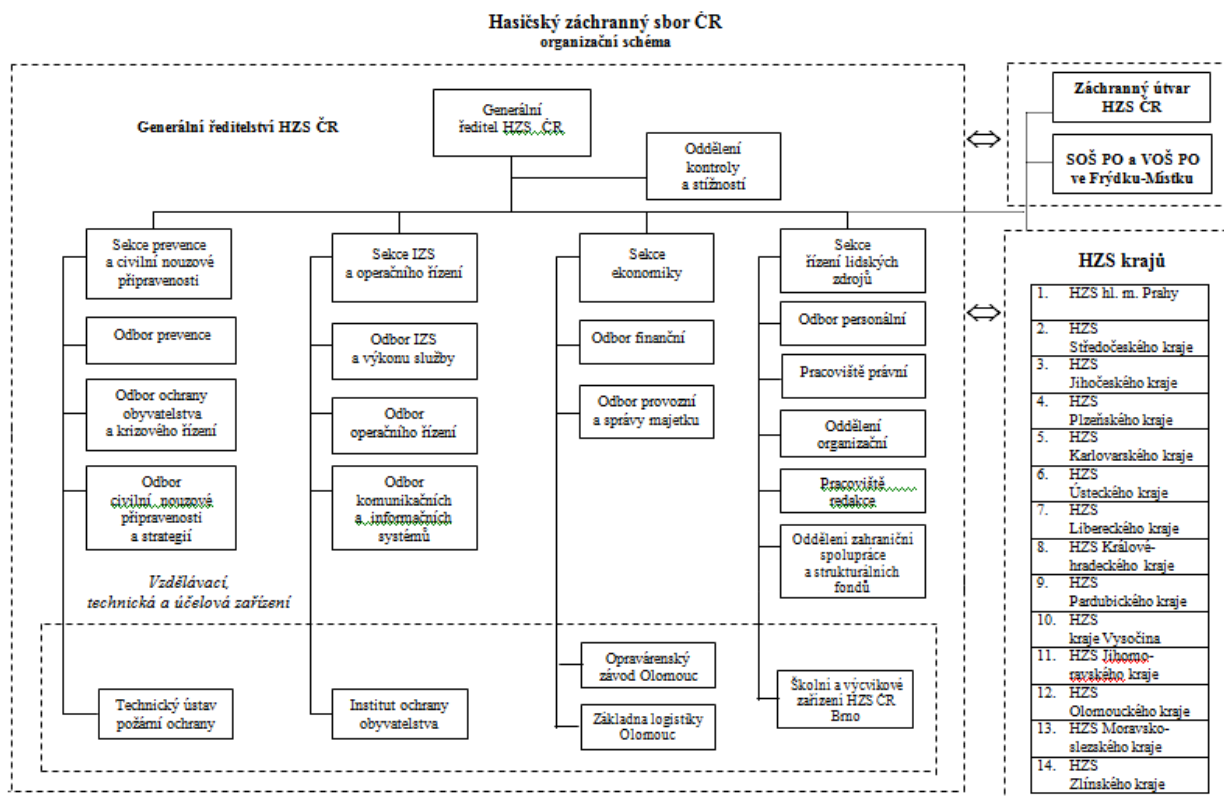 Hasičský záchranný sbor ČR
organizační schéma
Generální ředitelství HZS ČR
Generální
ředitel HZS ČR
Oddělení
kontroly
a stížností
Záchranný útvar
HZS ČR
SOŠ PO a VOŠ PO
ve Frýdku-Místku
Sekce prevence
a civilní nouzové
připravenosti
Odbor prevence
Odbor ochrany
obyvatelstva
a krizového řízení
Odbor
civilní nouzové
připravenosti
a strategií
Sekce IZS
a operačního řízení
Odbor IZS
a výkonu služby
Odbor
operačního řízení
Odbor
komunikačních
a informačních
systémů
Sekce
ekonomiky
Odbor finanční
Odbor provozní
a správy majetku
Sekce
řízení lidských
zdrojů
Odbor personální
Pracoviště právní
Oddělení
organizační
Pracoviště
redakce
Oddělení zahraniční
spolupráce
a strukturálních
fondů
Vzdělávací,
technická a účelová zařízení
Technický ústav
požární ochrany
Institut ochrany
obyvatelstva
Opravárenský
závod Olomouc
Základna logistiky
Olomouc
Školní a výcvikové
zařízení HZS ČR
Brno
HZS krajů
1. HZS hl. m. Prahy
2. HZS
Středočeského kraje
3. HZS
Jihočeského kraje
4. HZS
Plzeňského kraje
5. HZS
Karlovarského kraje
6. HZS
Ústeckého kraje
7. HZS
Libereckého kraje
8. HZS Králové-
hradeckého kraje
9. HZS
Pardubického kraje
10. HZS
kraje Vysočina
11. HZS Jihomo-
ravského kraje
12. HZS
Olomouckého kraje
13. HZS Moravsko-
slezského kraje
14. HZS
Zlínského kraje